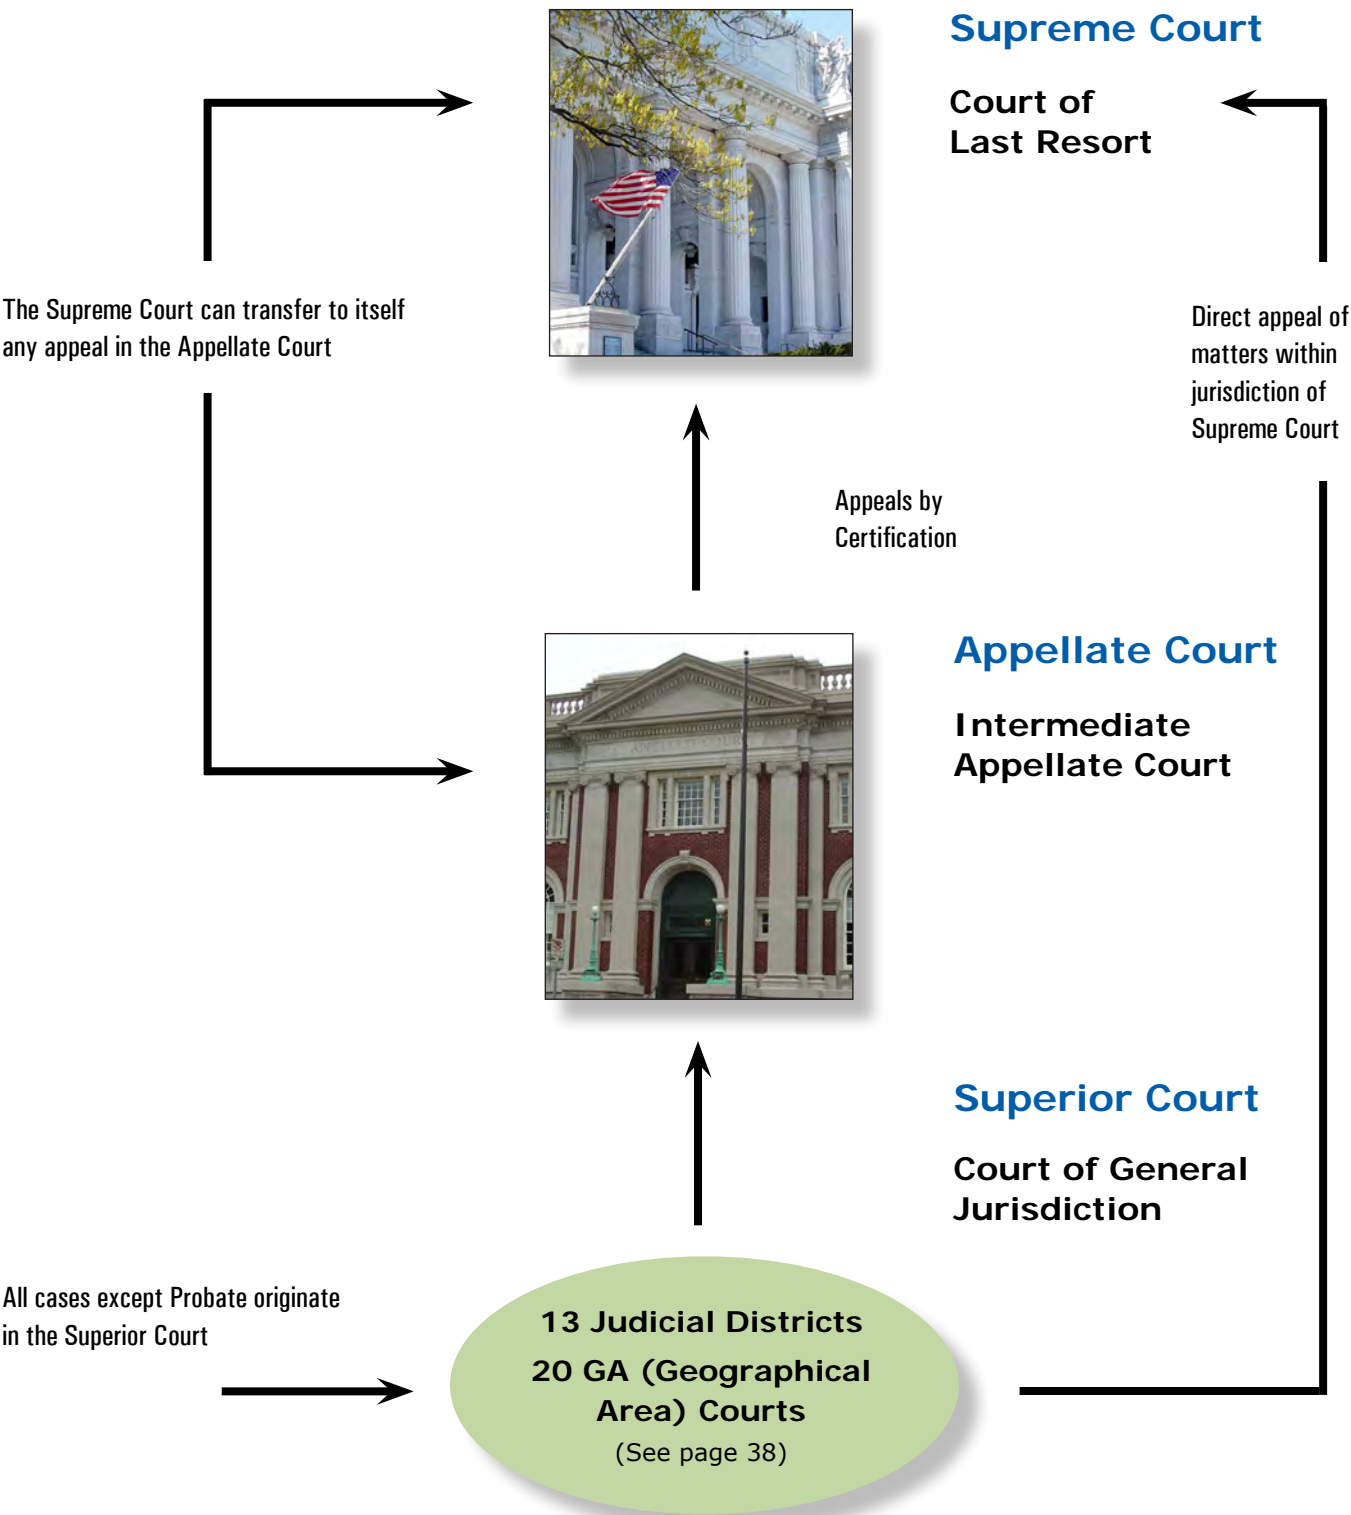 Supreme Court
Court of
Last Resort
The Supreme Court can transfer to itself
any appeal in the Appellate Court
Direct appeal of
matters within
jurisdiction of
Supreme Court
Appeals by
Certification
Appellate Court
Intermediate
Appellate Court
Superior Court
Court of General
Jurisdiction
All cases except Probate originate
in the Superior Court
13 Judicial Districts
20 GA (Geographical
Area) Courts
(See page 38)